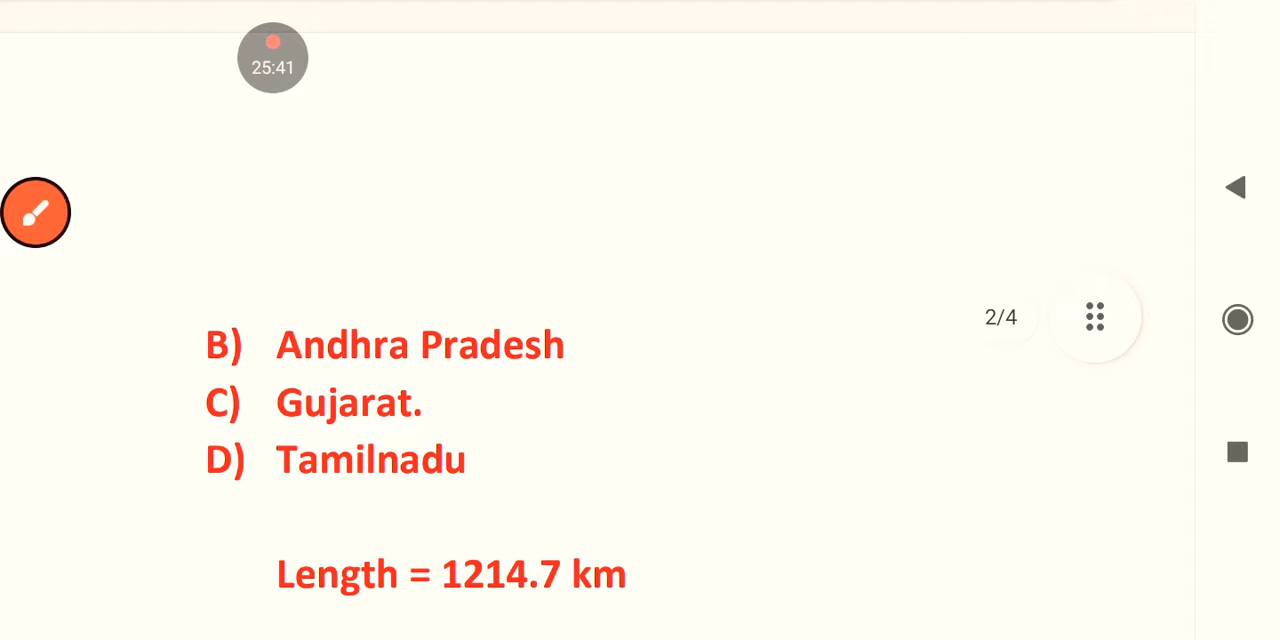 25:41
2/4
B) Andhra Pradesh
C) Gujarat.
D) Tamilnadu
Length = 1214.7 km